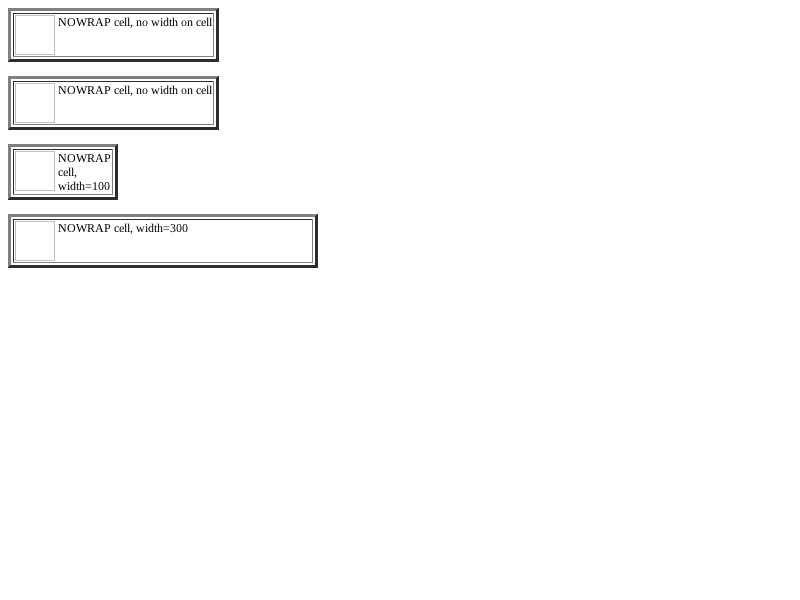 NOWRAP cell, no width on cell
NOWRAP cell, no width on cell
NOWRAP
cell,
width=100
NOWRAP cell, width=300